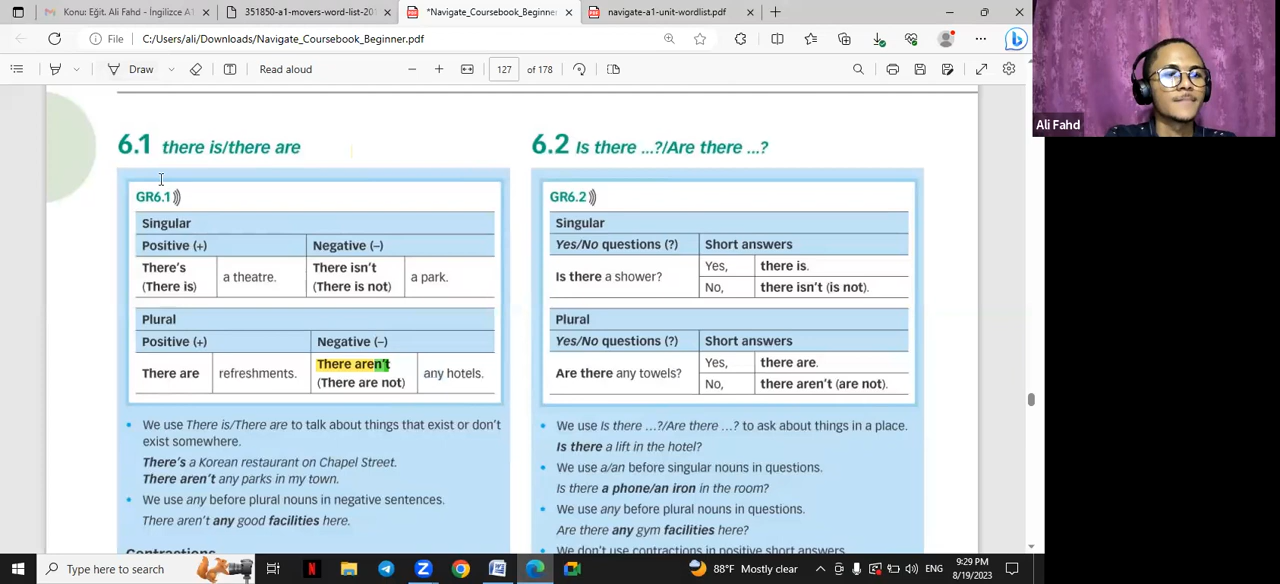 Konu: Eğit. Ali Fahd - İngilizce A1
351850-a1-movers-word-list-201
*Navigate_Coursebook_Beginner.
navigate-a1-unit-wordlist.pdf
File
C:/Users/ali/Downloads/Navigate_Coursebook_Beginner.pdf
Draw
Read aloud
127 of 178
Ali Fahd
6.1 there is/there are
GR6.1
Singular
Positive (+) Negative (–)
There's
(There is)
a theatre.
There isn't
(There is not)
a park.
Plural
Positive (+) Negative (–)
There are
refreshments.
There aren't
(There are not)
any hotels.
• We use There is/There are to talk about things that exist or don't
exist somewhere.
There's a Korean restaurant on Chapel Street.
There aren't any parks in my town.
• We use any before plural nouns in negative sentences.
There aren't any good facilities here.
Contractions
6.2 Is there ...?/Are there ...?
GR6.2
Singular
Yes/No questions (?) Short answers
Is there a shower?
Yes, there is.
No, there isn't (is not).
Plural
Yes/No questions (?) Short answers
Are there any towels?
Yes, there are.
No, there aren't (are not).
• We use Is there ...?/Are there ...? to ask about things in a place.
Is there a lift in the hotel?
• We use a/an before singular nouns in questions.
Is there a phone/an iron in the room?
• We use any before plural nouns in questions.
Are there any gym facilities here?
• We don't use contractions in positive short answers.
Type here to search
88°F Mostly clear
ENG
9:29 PM
8/19/2023